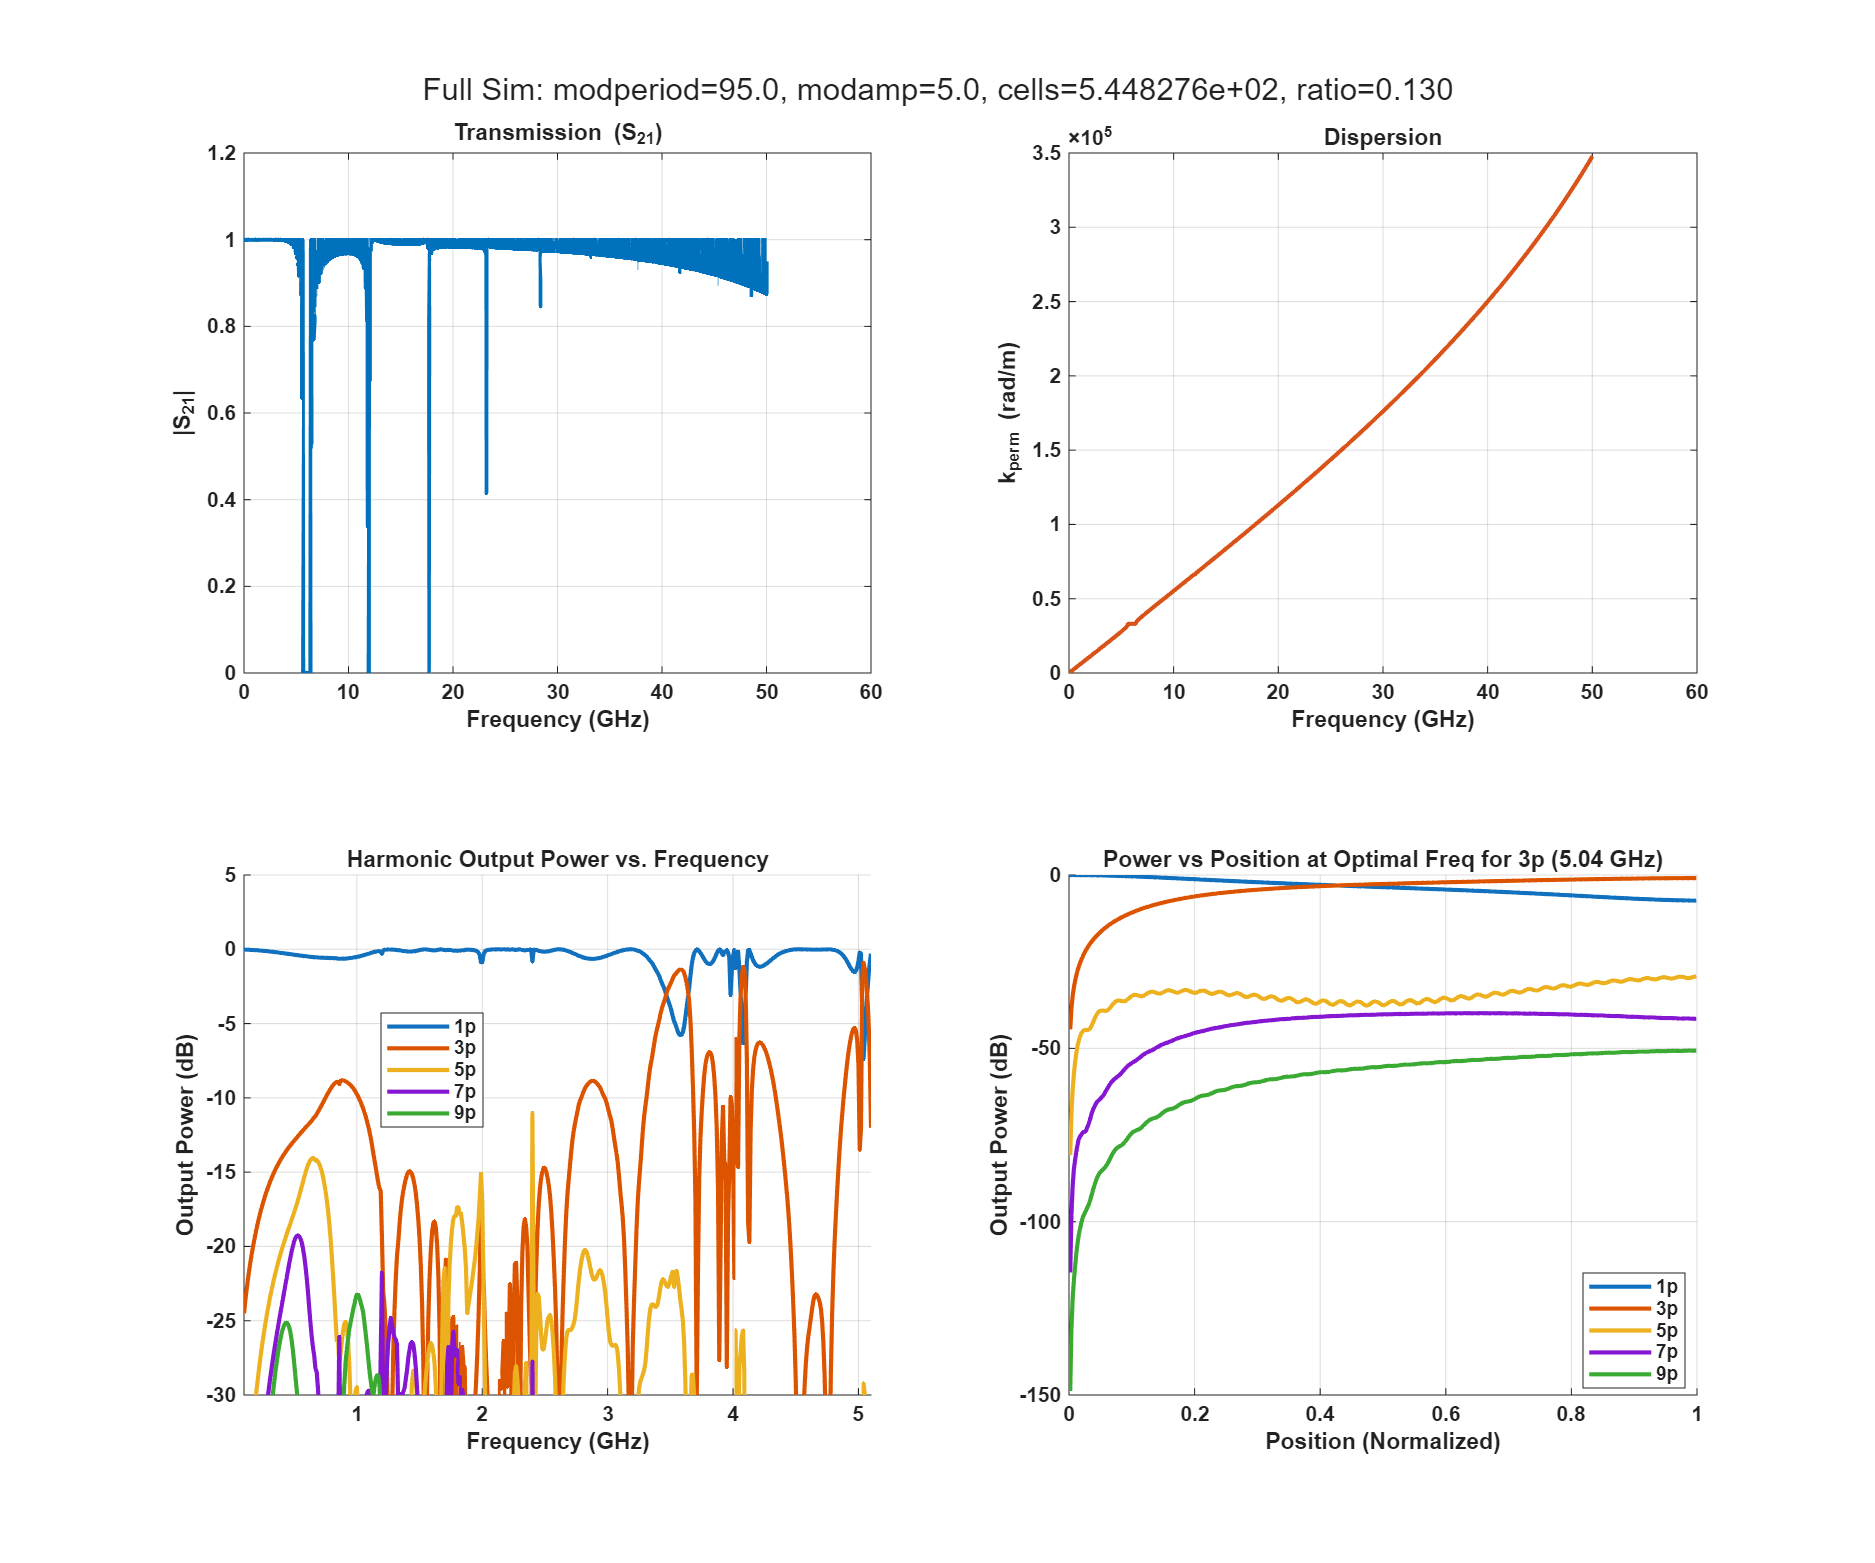 Full Sim: modperiod=95.0, modamp=5.0, cells=5.448276e+02, ratio=0.130
Transmission (S21)
1.2
1
0.8
0.6
0.4
0.2
0
|S21|
0 10 20 30 40 50 60
Frequency (GHz)
Dispersion
×10^5
3.5
3
2.5
2
1.5
1
0.5
0
kperm (rad/m)
0 10 20 30 40 50 60
Frequency (GHz)
Harmonic Output Power vs. Frequency
5
0
-5
-10
-15
-20
-25
-30
Output Power (dB)
1p
3p
5p
7p
9p
1 2 3 4 5
Frequency (GHz)
Power vs Position at Optimal Freq for 3p (5.04 GHz)
0
-50
-100
-150
Output Power (dB)
1p
3p
5p
7p
9p
0 0.2 0.4 0.6 0.8 1
Position (Normalized)